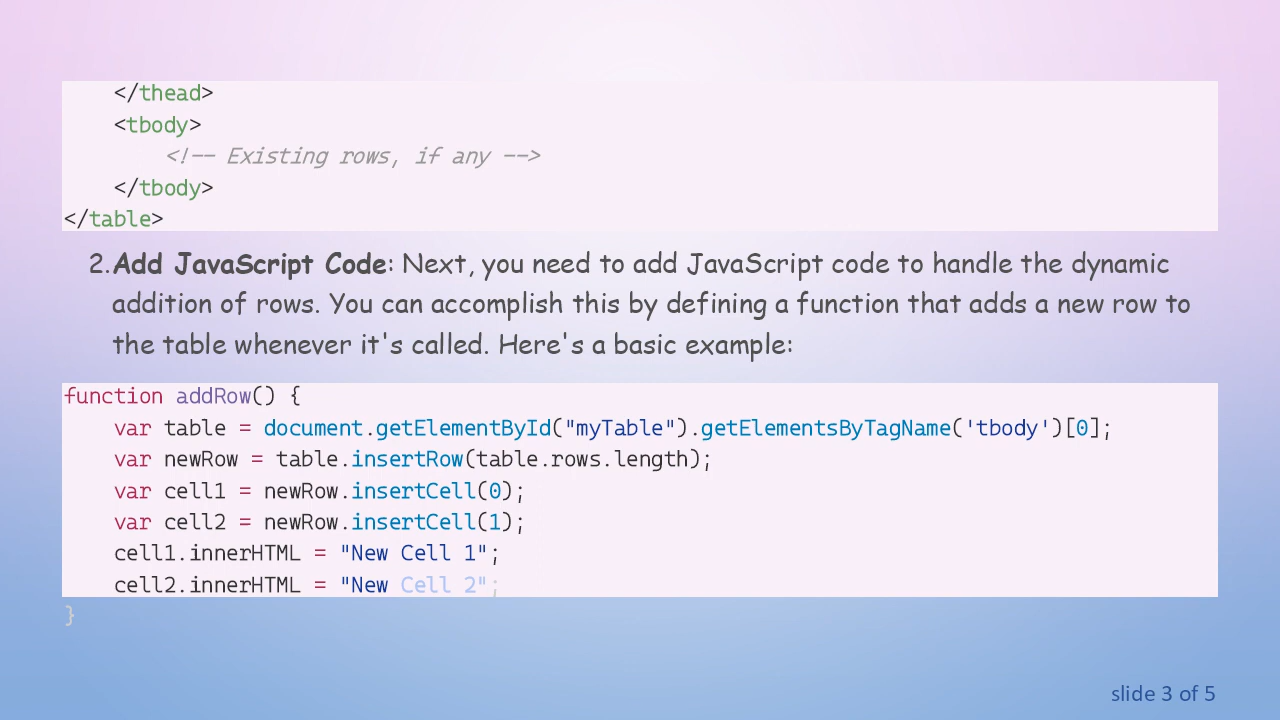 </thead>
<tbody>
<!-- Existing rows, if any -->
</tbody>
</table>
2. Add JavaScript Code: Next, you need to add JavaScript code to handle the dynamic
addition of rows. You can accomplish this by defining a function that adds a new row to
the table whenever it's called. Here's a basic example:
function addRow() {
var table = document.getElementById("myTable").getElementsByTagName('tbody')[0];
var newRow = table.insertRow(table.rows.length);
var cell1 = newRow.insertCell(0);
var cell2 = newRow.insertCell(1);
cell1.innerHTML = "New Cell 1";
cell2.innerHTML = "New Cell 2";
}
slide 3 of 5